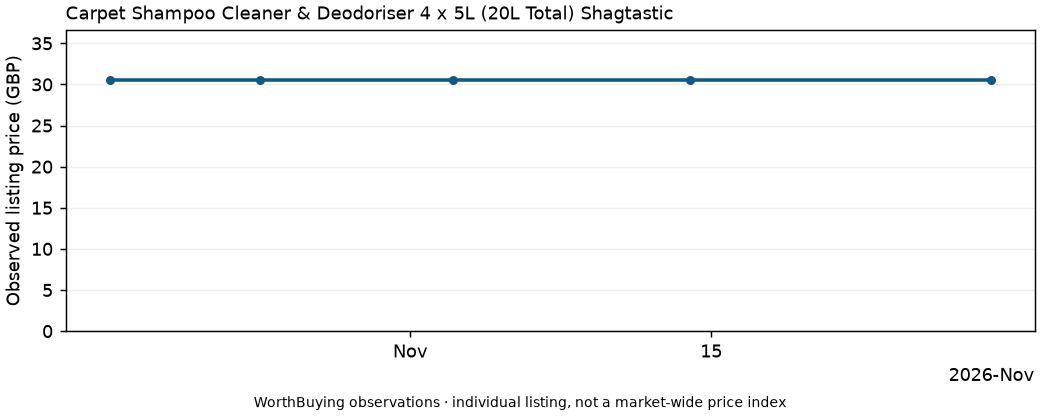 Carpet Shampoo Cleaner & Deodoriser 4 x 5L (20L Total) Shagtastic
Observed listing price (GBP)
35
30
25
20
15
10
5
0
Nov
15
2026-Nov
WorthBuying observations · individual listing, not a market-wide price index